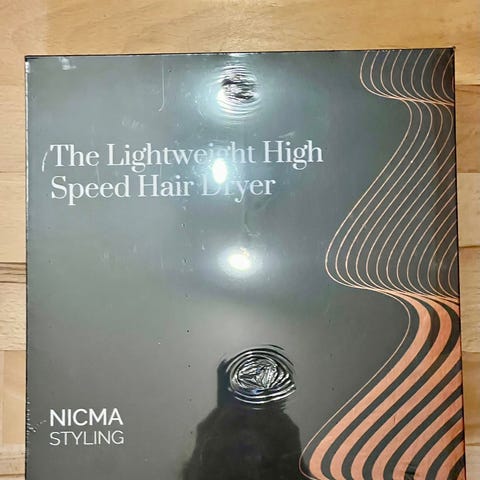 The Lightweight High
Speed Hair Dryer
NICMA
STYLING